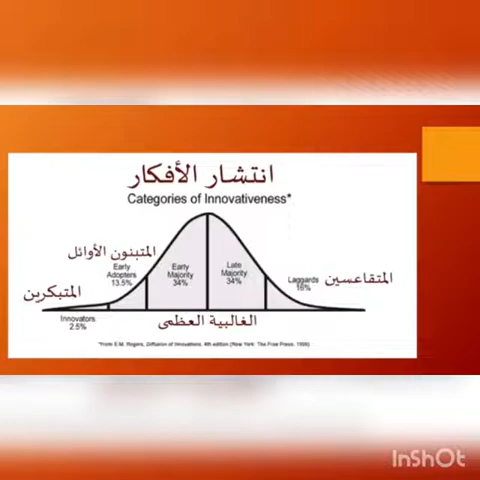 انتشار الأفكار
Categories of Innovativeness*
المتبنون الأوائل
Early
Adopters
13.5%
Early
Majority
34%
Late
Majority
34%
Laggards
16%
المتقاعسين
المتبكرين
Innovators
2.5%
الغالبية العظمى
*From E.M. Rogers, Diffusion of Innovations, 4th edition (New York: The Free Press, 1995)
InShOt